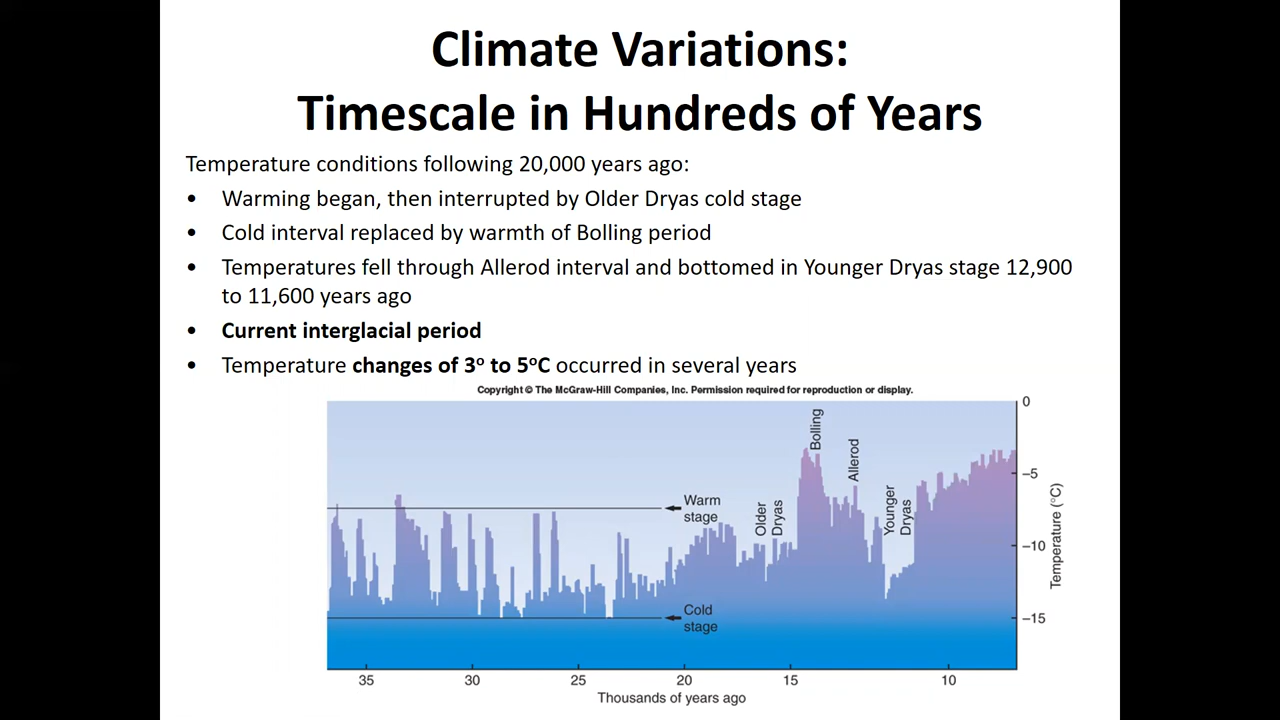 Climate Variations:
Timescale in Hundreds of Years
Temperature conditions following 20,000 years ago:
• Warming began, then interrupted by Older Dryas cold stage
• Cold interval replaced by warmth of Bolling period
• Temperatures fell through Allerod interval and bottomed in Younger Dryas stage 12,900
to 11,600 years ago
• Current interglacial period
• Temperature changes of 3º to 5ºC occurred in several years
Copyright © The McGraw-Hill Companies, Inc. Permission required for reproduction or display.
Warm
stage
Cold
stage
Older
Dryas
Bolling
Allerod
Younger
Dryas
0
–5
–10
–15
Temperature (°C)
35 30 25 20 15 10
Thousands of years ago